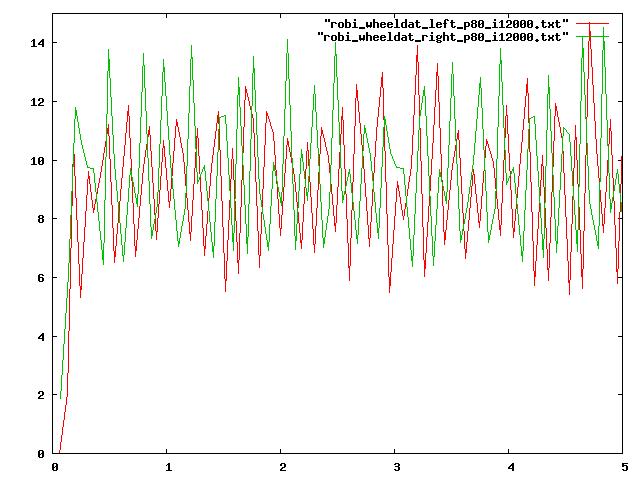 "robi_wheeldat_left_p80_i12000.txt"
"robi_wheeldat_right_p80_i12000.txt"
14
12
10
8
6
4
2
0
0 1 2 3 4 5